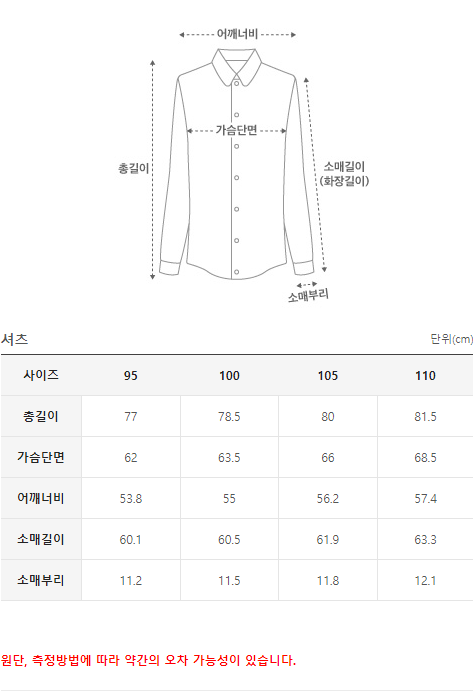 어깨너비
가슴단면
총길이
소매길이
(화장길이)
소매부리
셔츠 단위(cm)
사이즈 95 100 105 110
총길이 77 78.5 80 81.5
가슴단면 62 63.5 66 68.5
어깨너비 53.8 55 56.2 57.4
소매길이 60.1 60.5 61.9 63.3
소매부리 11.2 11.5 11.8 12.1
원단, 측정방법에 따라 약간의 오차 가능성이 있습니다.